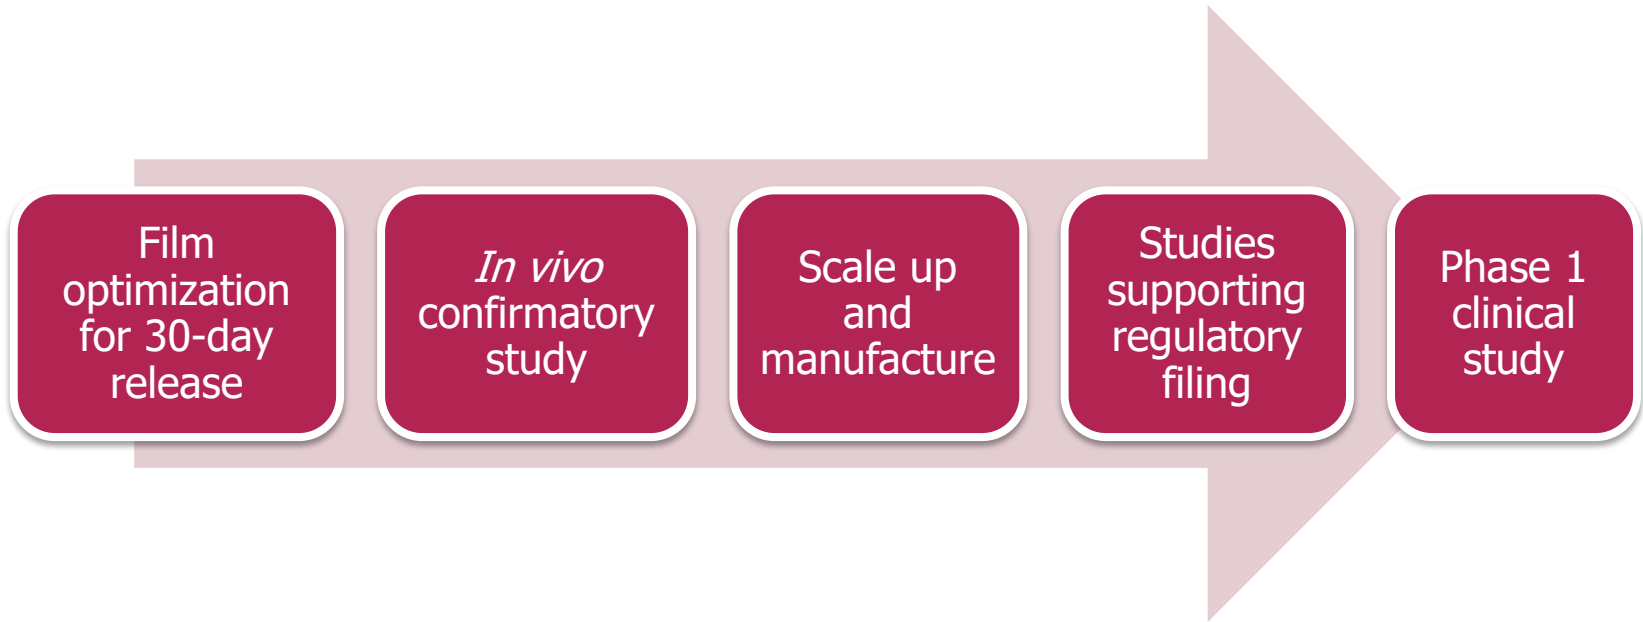 Film
optimization
for 30-day
release
In vivo
confirmatory
study
Scale up
and
manufacture
Studies
supporting
regulatory
filing
Phase 1
clinical
study